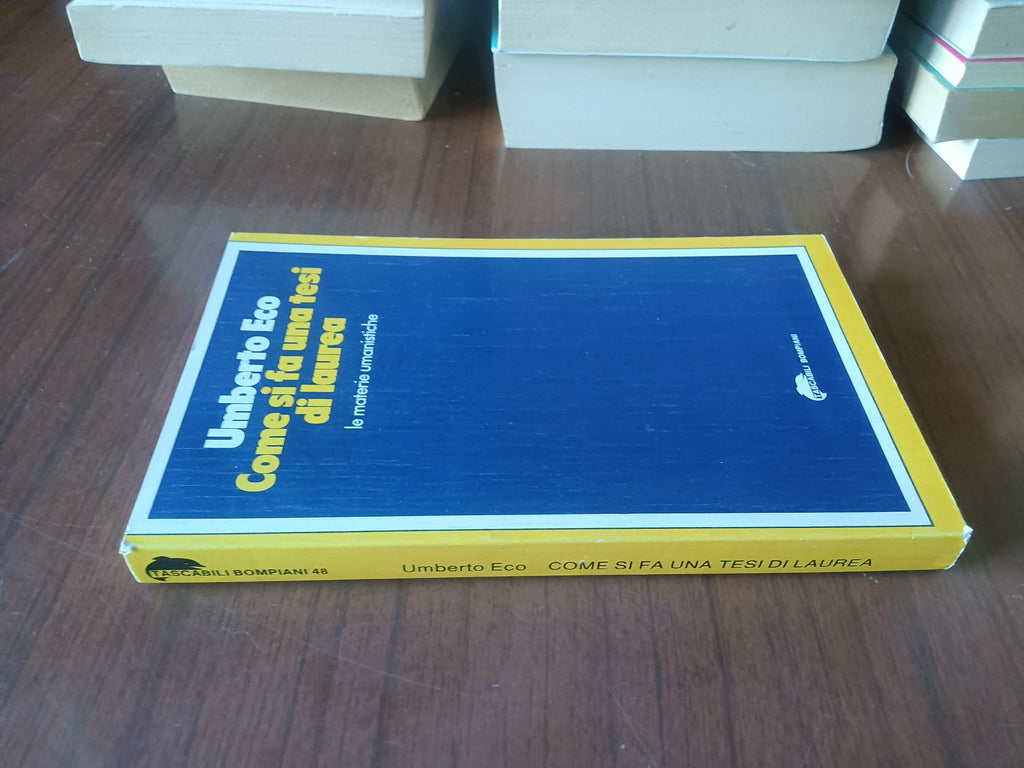 Umberto Eco
Come si fa una tesi
di laurea
le materie umanistiche
TASCABILI BOMPIANI
TASCABILI BOMPIANI 48
Umberto Eco COME SI FA UNA TESI DI LAUREA